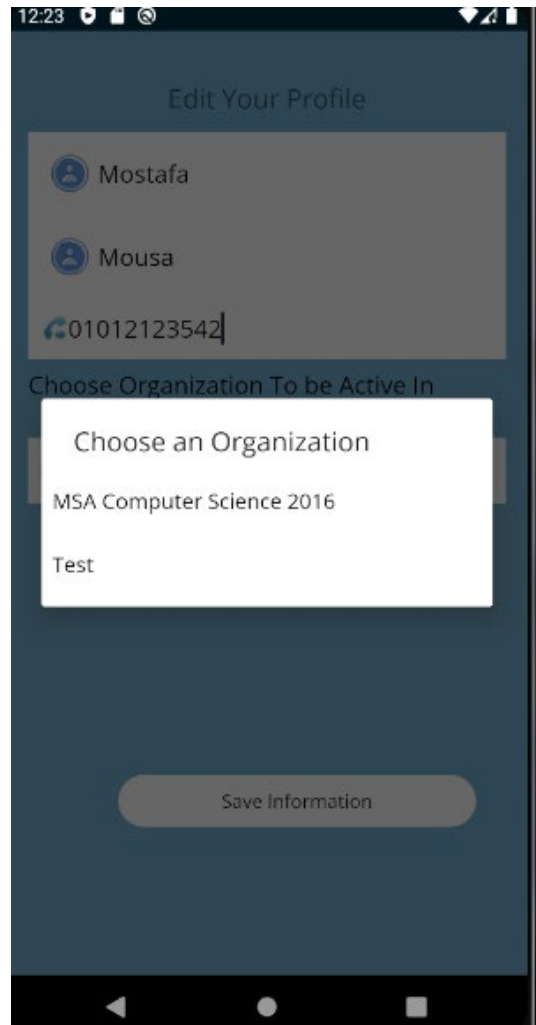 12:23
Edit Your Profile
Mostafa
Mousa
01012123542
Choose Organization To be Active In
Choose an Organization
MSA Computer Science 2016
Test
Save Information